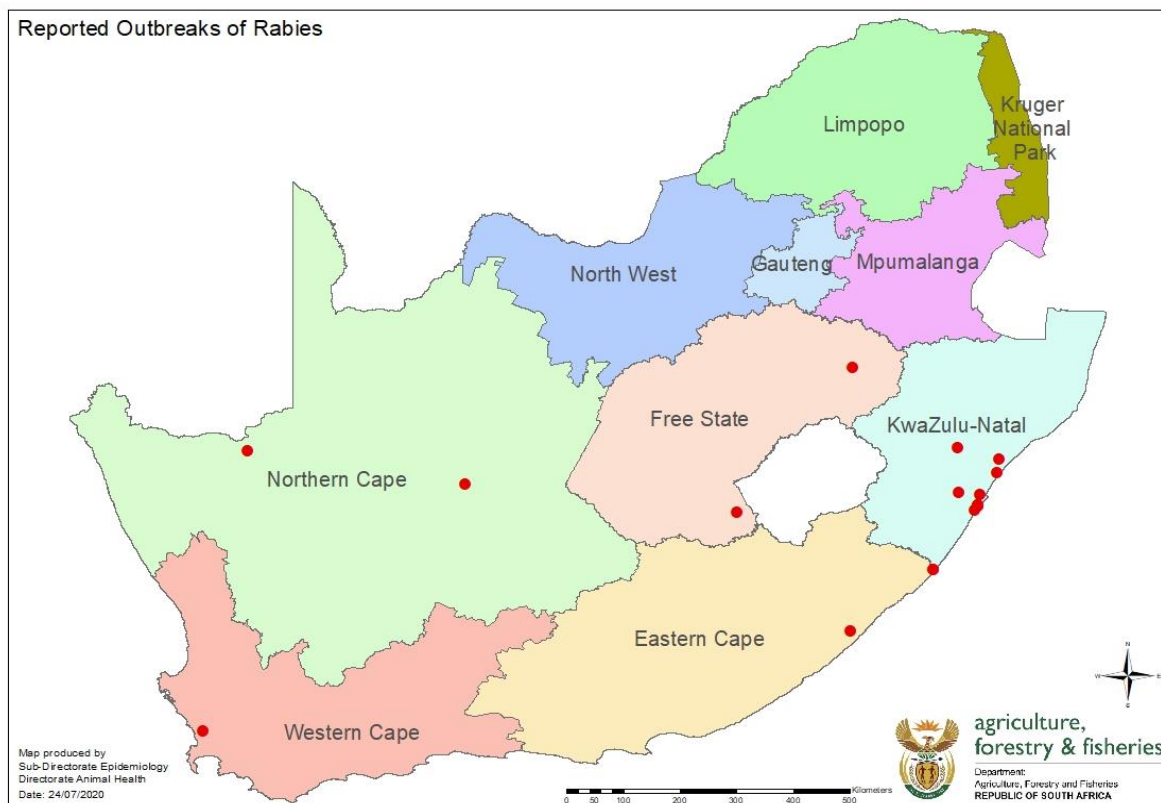 Reported Outbreaks of Rabies
Limpopo
Kruger
National
Park
North West
Gauteng
Mpumalanga
Free State
KwaZulu-Natal
Northern Cape
Eastern Cape
Western Cape
N
W
E
S
Map produced by
Sub-Directorate Epidemiology
Directorate Animal Health
Date: 24/07/2020
Kilometers
0 50 100 200 300 400 500
agriculture,
forestry & fisheries
Department:
Agriculture, Forestry and Fisheries
REPUBLIC OF SOUTH AFRICA